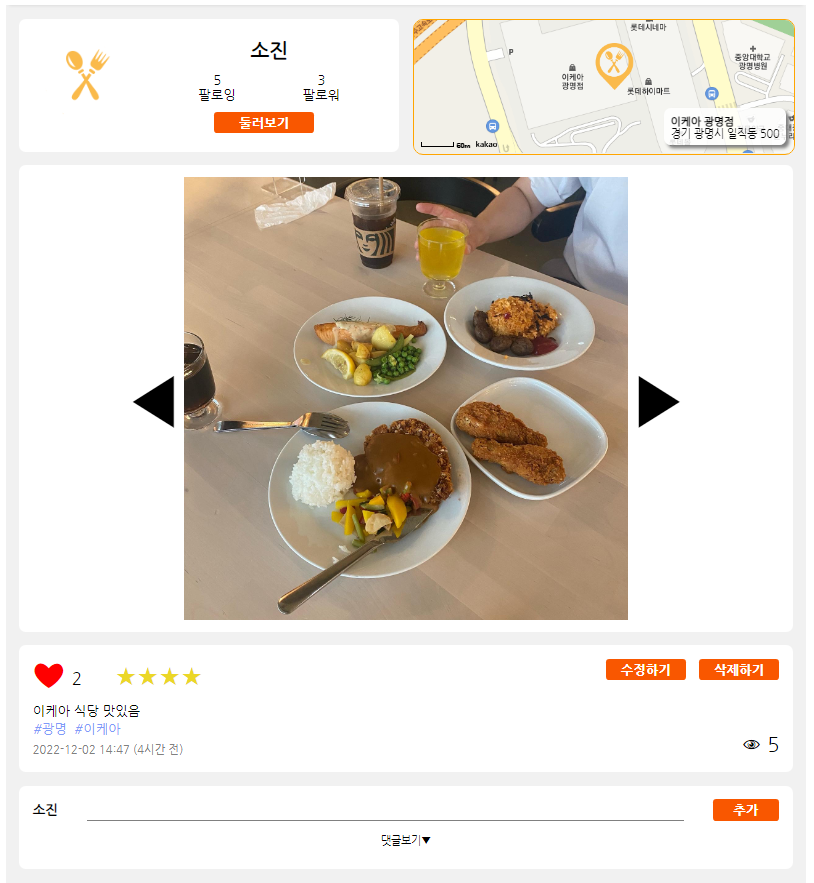 소진
5
팔로잉
3
팔로워
둘러보기
롯데시네마
P
이케아
광명점
롯데하이마트
중앙대학교
광명병원
이케아 광명점
경기 광명시 일직동 500
60m kakao
2
★★★★
수정하기
삭제하기
이케아 식당 맛있음
#광명 #이케아
2022-12-02 14:47 (4시간 전)
5
소진
추가
댓글보기▼